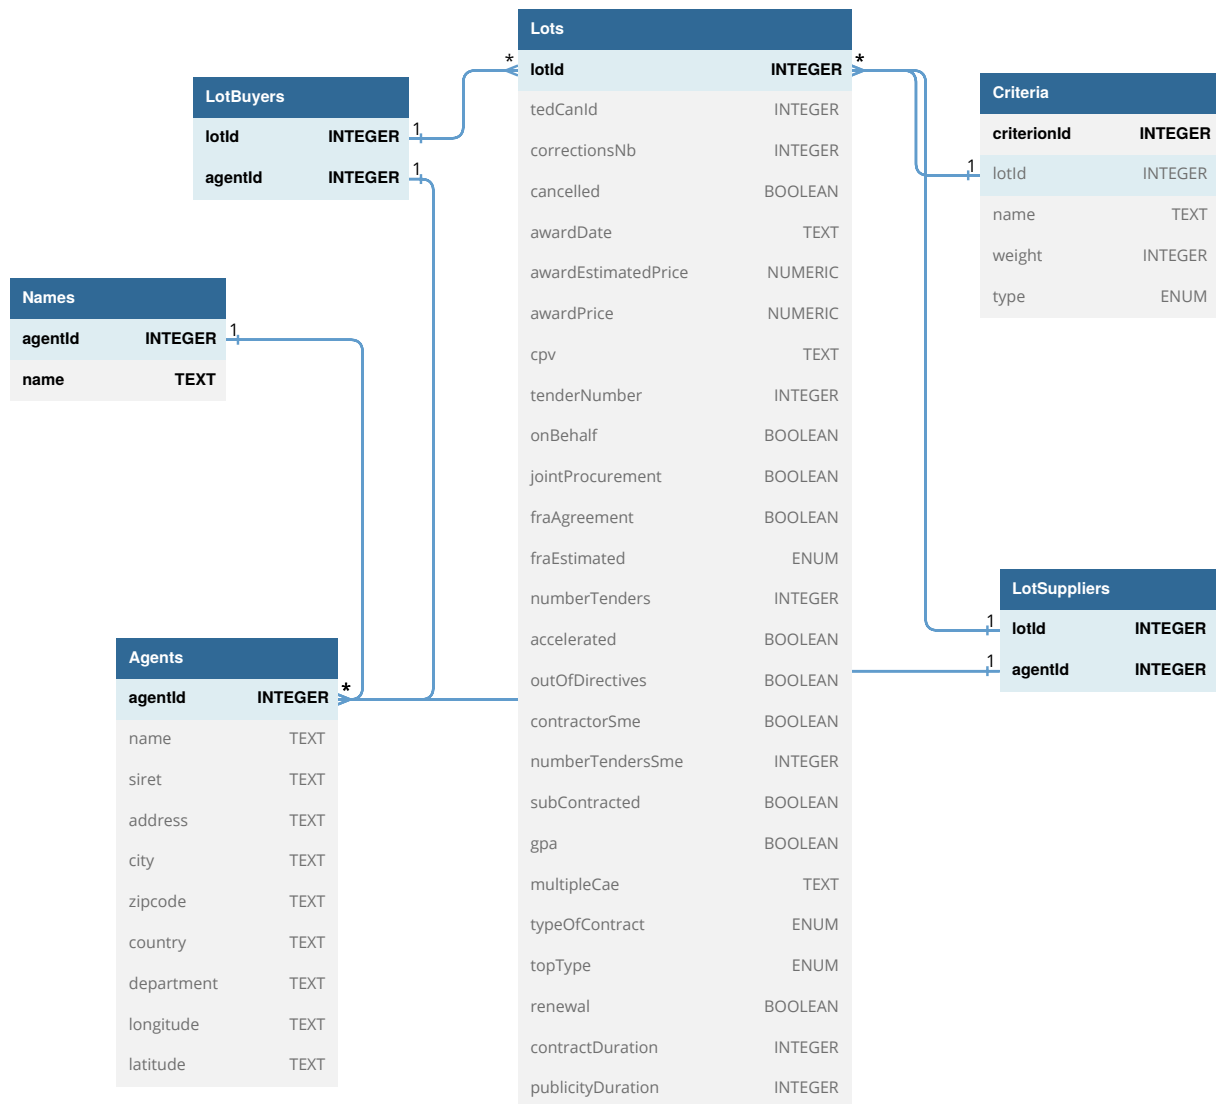 Lots
* lotId INTEGER *
tedCanId INTEGER
correctionsNb INTEGER
cancelled BOOLEAN
awardDate TEXT
awardEstimatedPrice NUMERIC
awardPrice NUMERIC
cpv TEXT
tenderNumber INTEGER
onBehalf BOOLEAN
jointProcurement BOOLEAN
fraAgreement BOOLEAN
fraEstimated ENUM
numberTenders INTEGER
accelerated BOOLEAN
outOfDirectives BOOLEAN
contractorSme BOOLEAN
numberTendersSme INTEGER
subContracted BOOLEAN
gpa BOOLEAN
multipleCae TEXT
typeOfContract ENUM
topType ENUM
renewal BOOLEAN
contractDuration INTEGER
publicityDuration INTEGER
LotBuyers
lotId INTEGER 1
agentId INTEGER 1
Names
agentId INTEGER 1
name TEXT
Agents
agentId INTEGER *
name TEXT
siret TEXT
address TEXT
city TEXT
zipcode TEXT
country TEXT
department TEXT
longitude TEXT
latitude TEXT
Criteria
criterionId INTEGER
1 lotId INTEGER
name TEXT
weight INTEGER
type ENUM
LotSuppliers
1 lotId INTEGER
1 agentId INTEGER